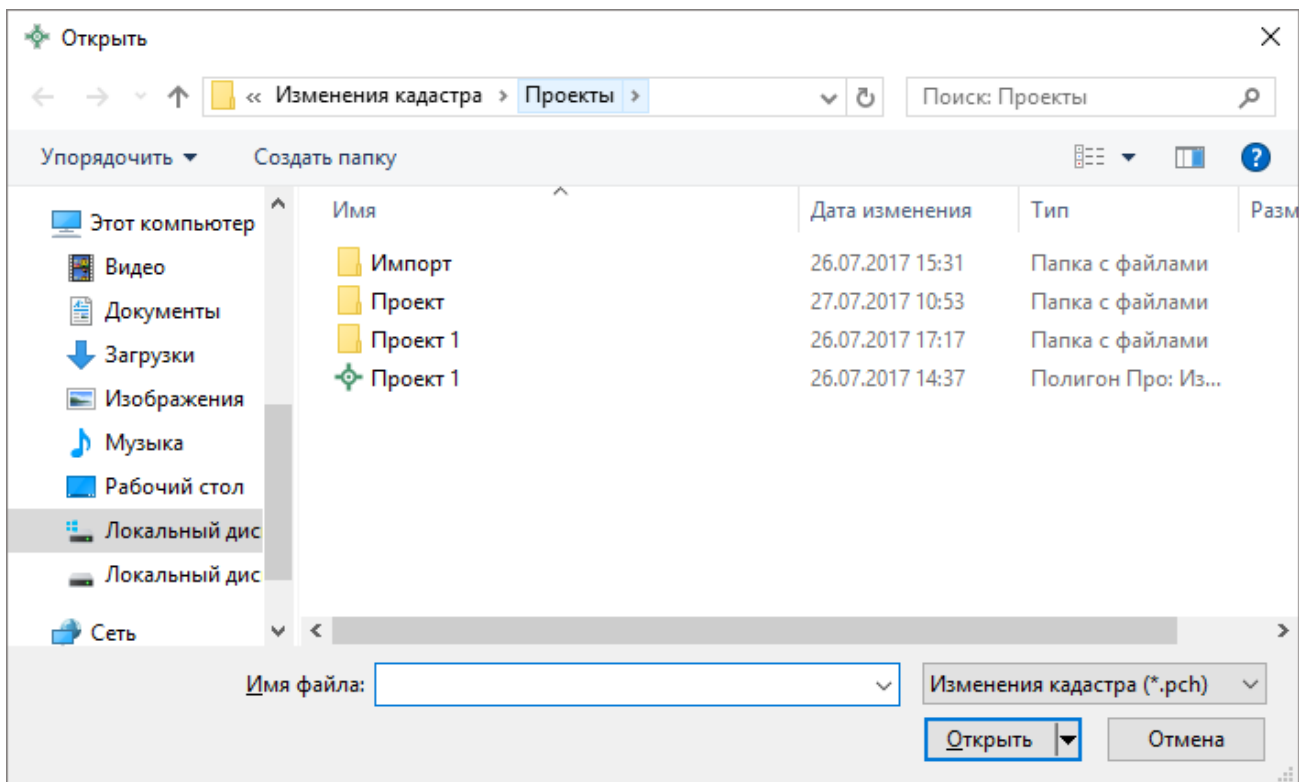 Открыть
« Изменения кадастра › Проекты ›
Поиск: Проекты
Упорядочить
Создать папку
?
Этот компьютер
Видео
Документы
Загрузки
Изображения
Музыка
Рабочий стол
Локальный дис
Локальный дис
Сеть
Имя Дата изменения Тип Разм
Импорт 26.07.2017 15:31 Папка с файлами
Проект 27.07.2017 10:53 Папка с файлами
Проект 1 26.07.2017 17:17 Папка с файлами
Проект 1 26.07.2017 14:37 Полигон Про: Из...
Имя файла:
Изменения кадастра (*.pch)
Открыть
Отмена